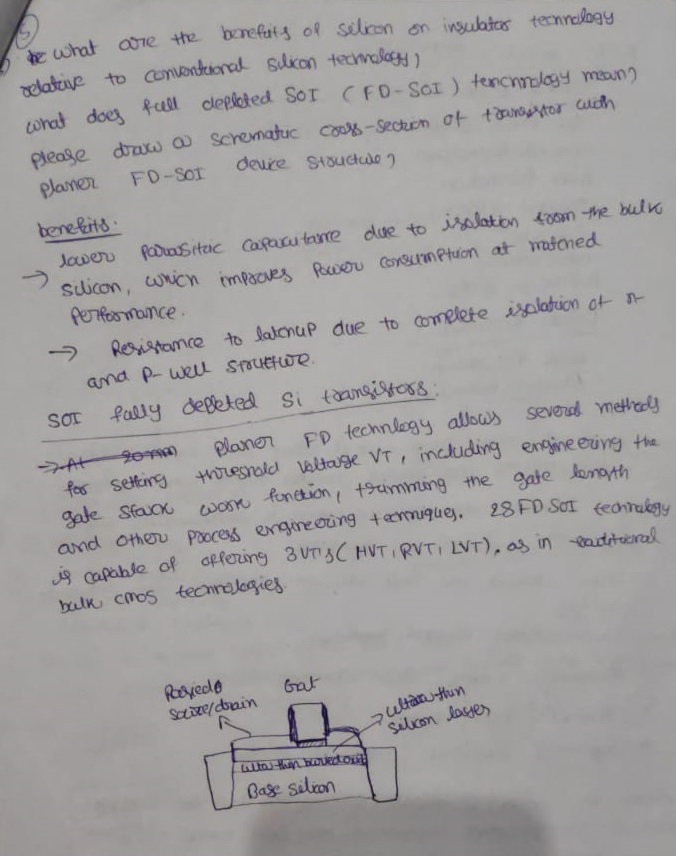 5
what are the benefits of silicon on insulator technology
relative to conventional silicon technology?
what does full depleted SOI (FD-SOI) technology mean?
please draw a schematic cross-section of transistor with
planer FD-SOI device structure?
benefits:
lower parasitic capacitance due to isolation from the bulk
→ silicon, which improves power consumption at matched
performance.
→ Resistance to latchup due to complete isolation of n-
and P-well structure.
SOI fully depleted Si transistors:
→ At 20nm planer FD technlogy allows several methods
for setting threshold voltage VT, including engineering the
gate stack work function, trimming the gate length
and other process engineering techniques. 28FD SOI technology
is capable of offering 3VT's (HVT, RVT, LVT), as in traditional
bulk cmos technologies.
Raised source/drain
Gat
ultra-thin silicon layer
ultra thin buried oxid
Base silicon